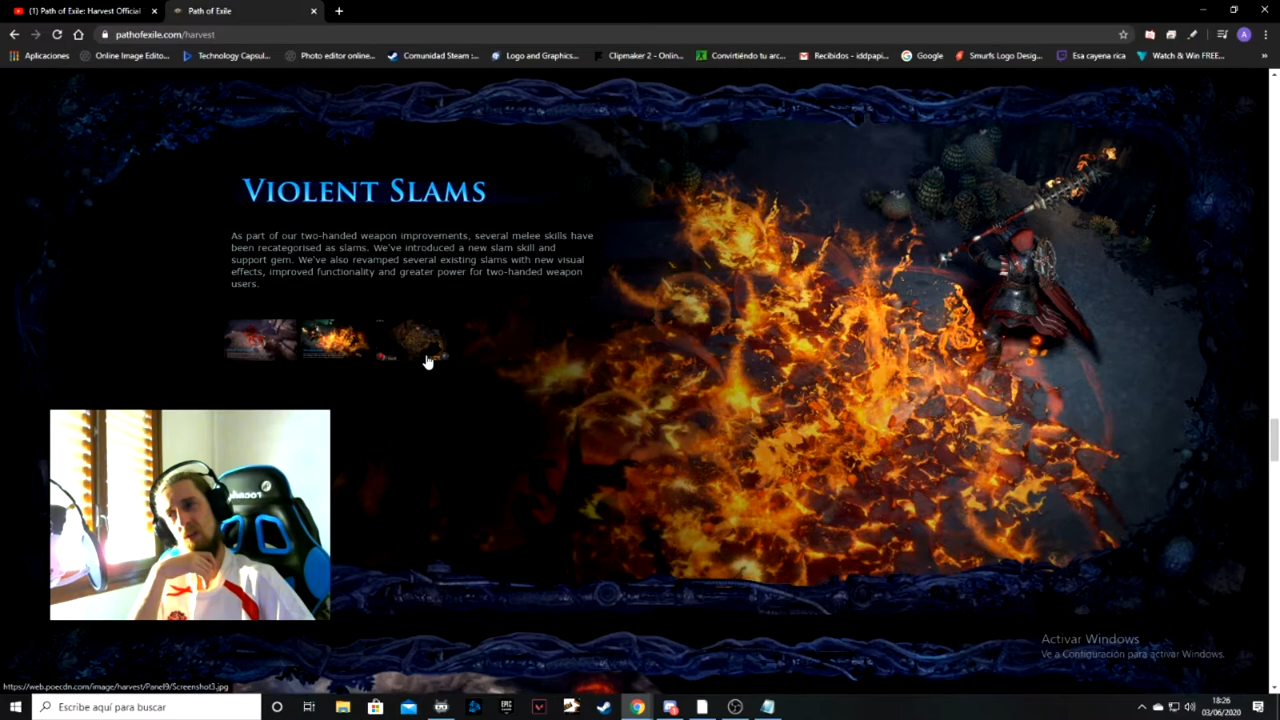 (1) Path of Exile: Harvest Official
Path of Exile
pathofexile.com/harvest
A
Aplicaciones
Online Image Edito...
Technology Capsul...
Photo editor online...
Comunidad Steam :...
Logo and Graphics...
Clipmaker 2 - Onlin...
Convirtiéndo tu arc...
Recibidos - iddpapi...
Google
Smurfs Logo Desig...
Esa cayena rica
Watch & Win FREE...
»
VIOLENT SLAMS
As part of our two-handed weapon improvements, several melee skills have
been recategorised as slams. We've introduced a new slam skill and
support gem. We've also revamped several existing slams with new visual
effects, improved functionality and greater power for two-handed weapon
users.
Activar Windows
Ve a Configuración para activar Windows.
https://web.poecdn.com/image/harvest/Panel9/Screenshot3.jpg
Escribe aquí para buscar
EPIC
18:26
03/06/2020